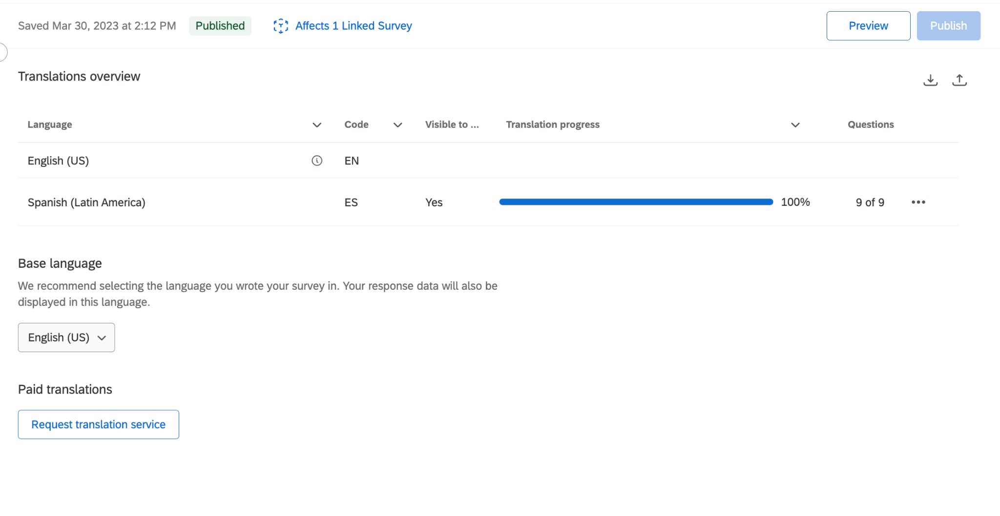 Saved Mar 30, 2023 at 2:12 PM Published Affects 1 Linked Survey Preview Publish
Translations overview
Language Code Visible to ... Translation progress Questions
English (US) EN
Spanish (Latin America) ES Yes 100% 9 of 9
Base language
We recommend selecting the language you wrote your survey in. Your response data will also be
displayed in this language.
English (US)
Paid translations
Request translation service